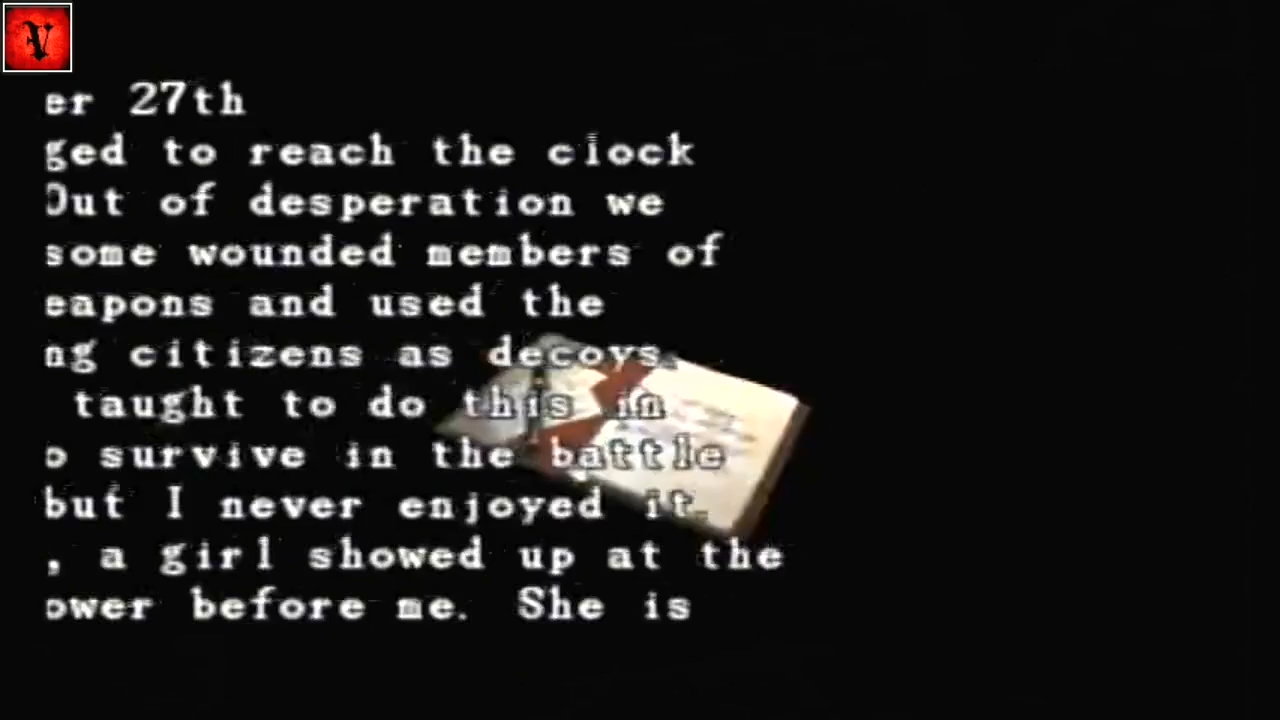 er 27th
ged to reach the clock
Out of desperation we
some wounded members of
eapons and used the
ng citizens as decoys.
taught to do this in
o survive in the battle
but I never enjoyed it.
, a girl showed up at the
ower before me. She is